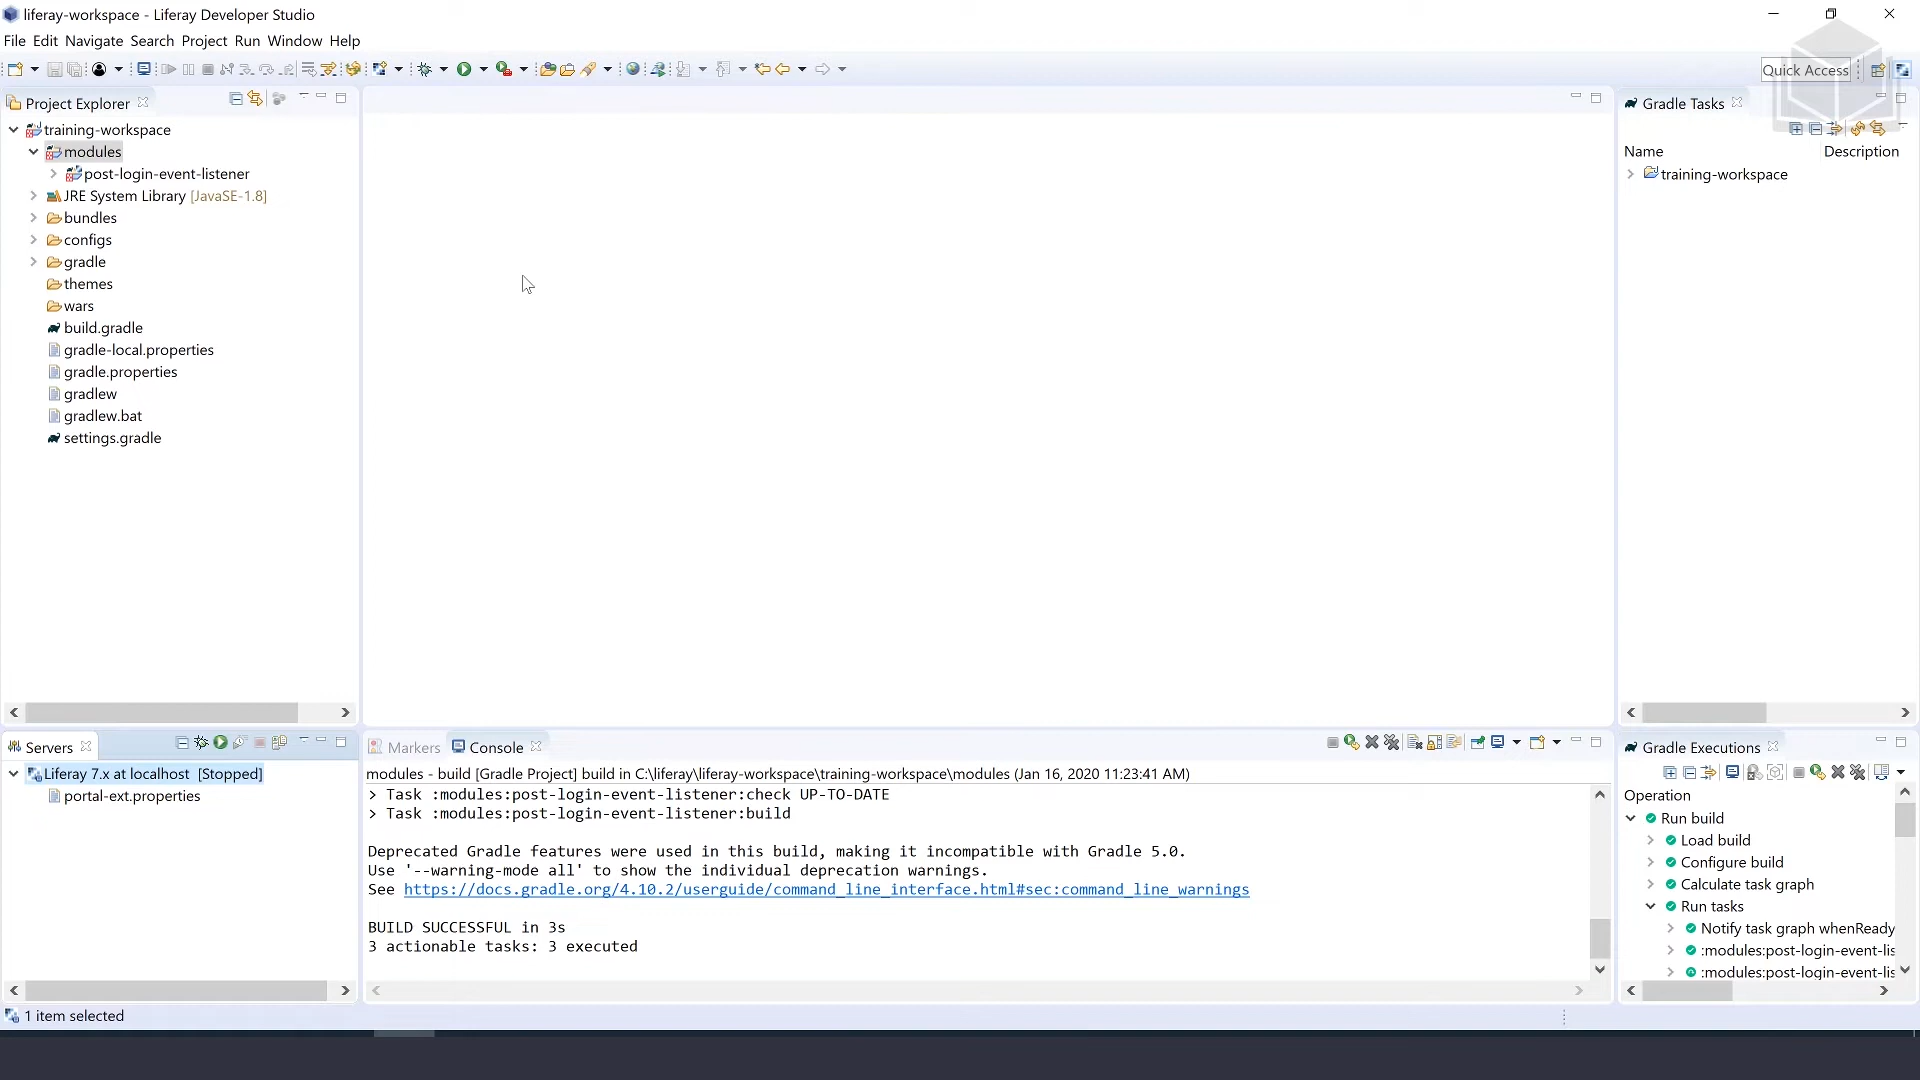 liferay-workspace - Liferay Developer Studio
File Edit Navigate Search Project Run Window Help
Quick Access
Project Explorer
training-workspace
modules
post-login-event-listener
JRE System Library [JavaSE-1.8]
bundles
configs
gradle
themes
wars
build.gradle
gradle-local.properties
gradle.properties
gradlew
gradlew.bat
settings.gradle
Gradle Tasks
Name Description
training-workspace
Servers
Liferay 7.x at localhost [Stopped]
portal-ext.properties
Markers Console
modules - build [Gradle Project] build in C:\liferay\liferay-workspace\training-workspace\modules (Jan 16, 2020 11:23:41 AM)
> Task :modules:post-login-event-listener:check UP-TO-DATE
> Task :modules:post-login-event-listener:build
Deprecated Gradle features were used in this build, making it incompatible with Gradle 5.0.
Use '--warning-mode all' to show the individual deprecation warnings.
See https://docs.gradle.org/4.10.2/userguide/command_line_interface.html#sec:command_line_warnings
BUILD SUCCESSFUL in 3s
3 actionable tasks: 3 executed
Gradle Executions
Operation
Run build
Load build
Configure build
Calculate task graph
Run tasks
Notify task graph whenReady
:modules:post-login-event-lis
:modules:post-login-event-lis
1 item selected